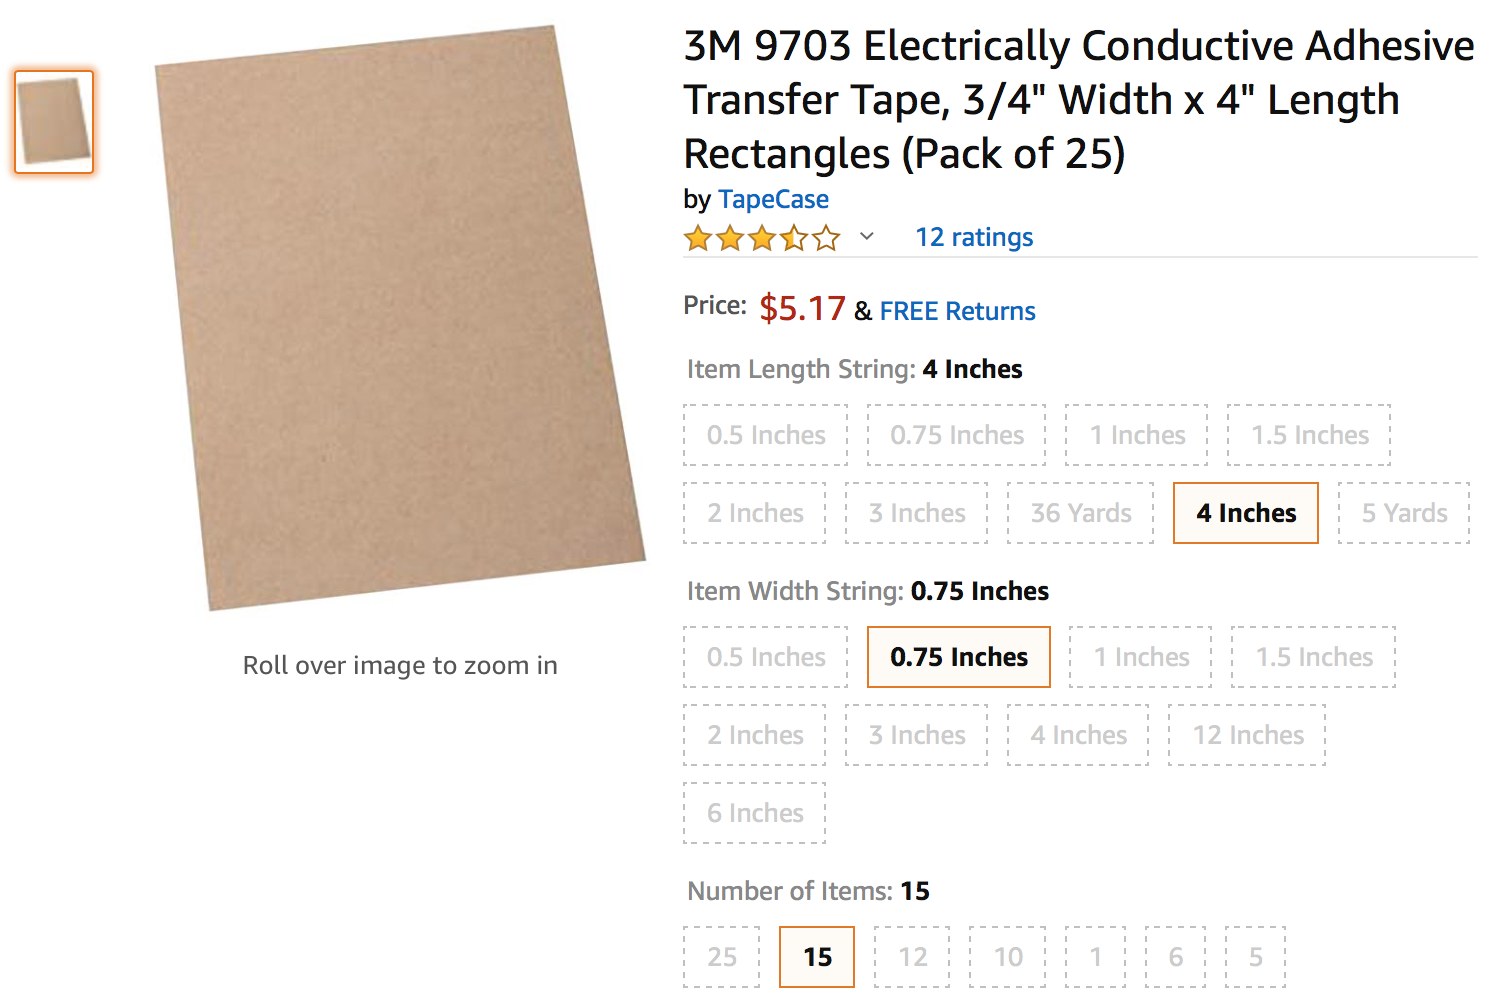 3M 9703 Electrically Conductive Adhesive
Transfer Tape, 3/4" Width x 4" Length
Rectangles (Pack of 25)
by TapeCase
12 ratings
Price: $5.17 & FREE Returns
Item Length String: 4 Inches
0.5 Inches 0.75 Inches 1 Inches 1.5 Inches
2 Inches 3 Inches 36 Yards 4 Inches 5 Yards
Item Width String: 0.75 Inches
0.5 Inches 0.75 Inches 1 Inches 1.5 Inches
2 Inches 3 Inches 4 Inches 12 Inches
6 Inches
Number of Items: 15
25 15 12 10 1 6 5
Roll over image to zoom in